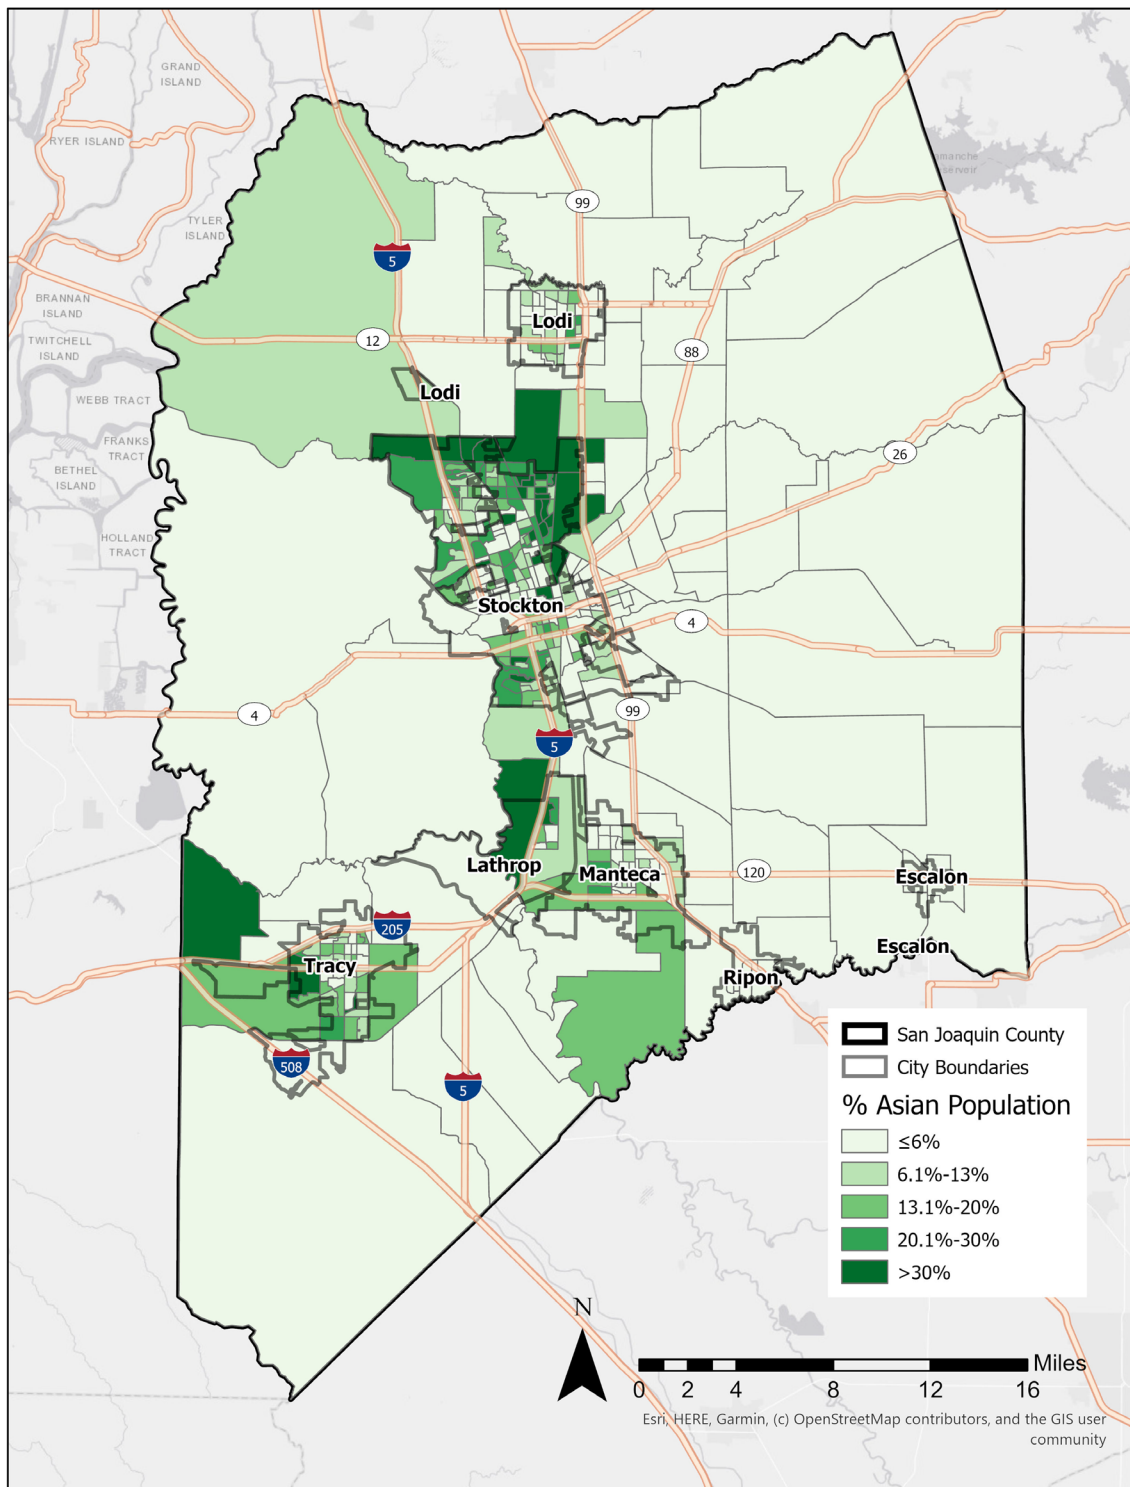 GRAND
ISLAND
RYER ISLAND
TYLER
ISLAND
99
5
BRANNAN
ISLAND
TWITCHELL
ISLAND
12
Lodi
88
Lodi
WEBB TRACT
FRANKS
TRACT
BETHEL
ISLAND
26
HOLLAND
TRACT
Stockton
4
4
99
5
Lathrop
Manteca
120
Escalon
205
Escalon
Tracy
Ripon
508
5
San Joaquin County
City Boundaries
% Asian Population
≤6%
6.1%-13%
13.1%-20%
20.1%-30%
>30%
N
Miles
0 2 4 8 12 16
Esri, HERE, Garmin, (c) OpenStreetMap contributors, and the GIS user
community